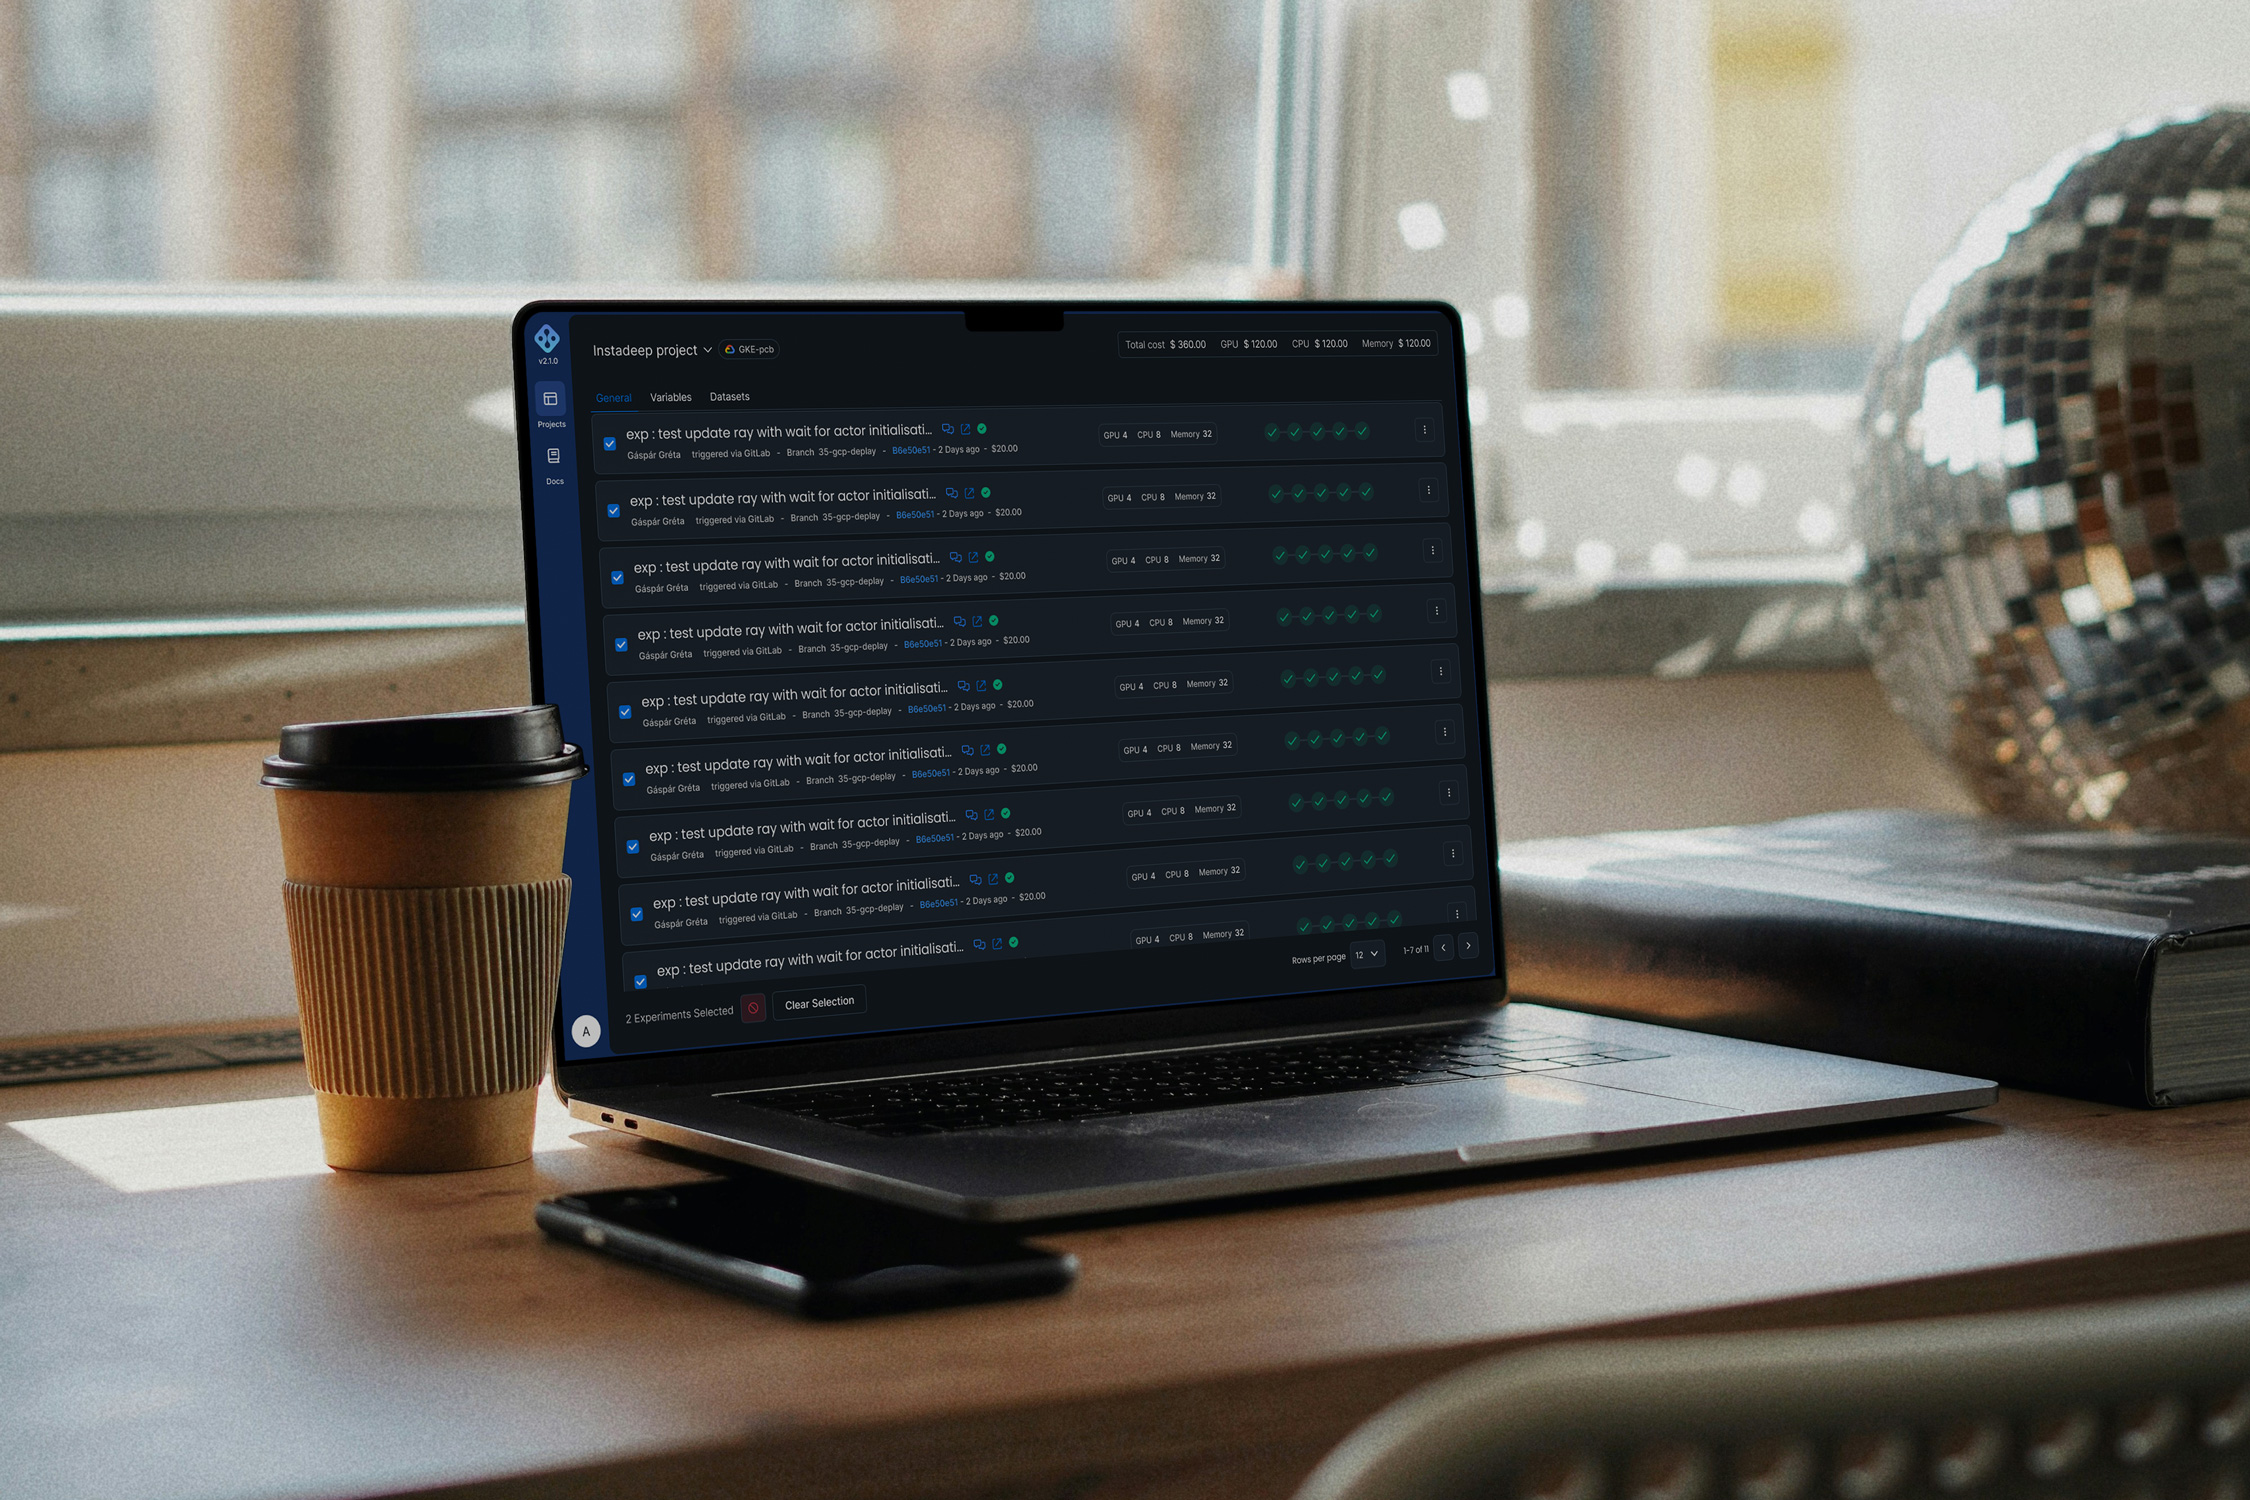 v2.1.0
Instadeep project GKE-pcb
Total cost $ 360.00 GPU $ 120.00 CPU $ 120.00 Memory $ 120.00
Projects
Docs
General Variables Datasets
exp : test update ray with wait for actor initialisati...
Gáspár Gréta triggered via GitLab - Branch 35-gcp-deplay - B6e50e51 - 2 Days ago - $20.00
GPU 4 CPU 8 Memory 32
exp : test update ray with wait for actor initialisati...
Gáspár Gréta triggered via GitLab - Branch 35-gcp-deplay - B6e50e51 - 2 Days ago - $20.00
GPU 4 CPU 8 Memory 32
exp : test update ray with wait for actor initialisati...
Gáspár Gréta triggered via GitLab - Branch 35-gcp-deplay - B6e50e51 - 2 Days ago - $20.00
GPU 4 CPU 8 Memory 32
exp : test update ray with wait for actor initialisati...
Gáspár Gréta triggered via GitLab - Branch 35-gcp-deplay - B6e50e51 - 2 Days ago - $20.00
GPU 4 CPU 8 Memory 32
exp : test update ray with wait for actor initialisati...
Gáspár Gréta triggered via GitLab - Branch 35-gcp-deplay - B6e50e51 - 2 Days ago - $20.00
GPU 4 CPU 8 Memory 32
exp : test update ray with wait for actor initialisati...
Gáspár Gréta triggered via GitLab - Branch 35-gcp-deplay - B6e50e51 - 2 Days ago - $20.00
GPU 4 CPU 8 Memory 32
exp : test update ray with wait for actor initialisati...
Gáspár Gréta triggered via GitLab - Branch 35-gcp-deplay - B6e50e51 - 2 Days ago - $20.00
GPU 4 CPU 8 Memory 32
exp : test update ray with wait for actor initialisati...
Gáspár Gréta triggered via GitLab - Branch 35-gcp-deplay - B6e50e51 - 2 Days ago - $20.00
GPU 4 CPU 8 Memory 32
exp : test update ray with wait for actor initialisati...
GPU 4 CPU 8 Memory 32
Rows per page 12 1-7 of 11
2 Experiments Selected Clear Selection
A